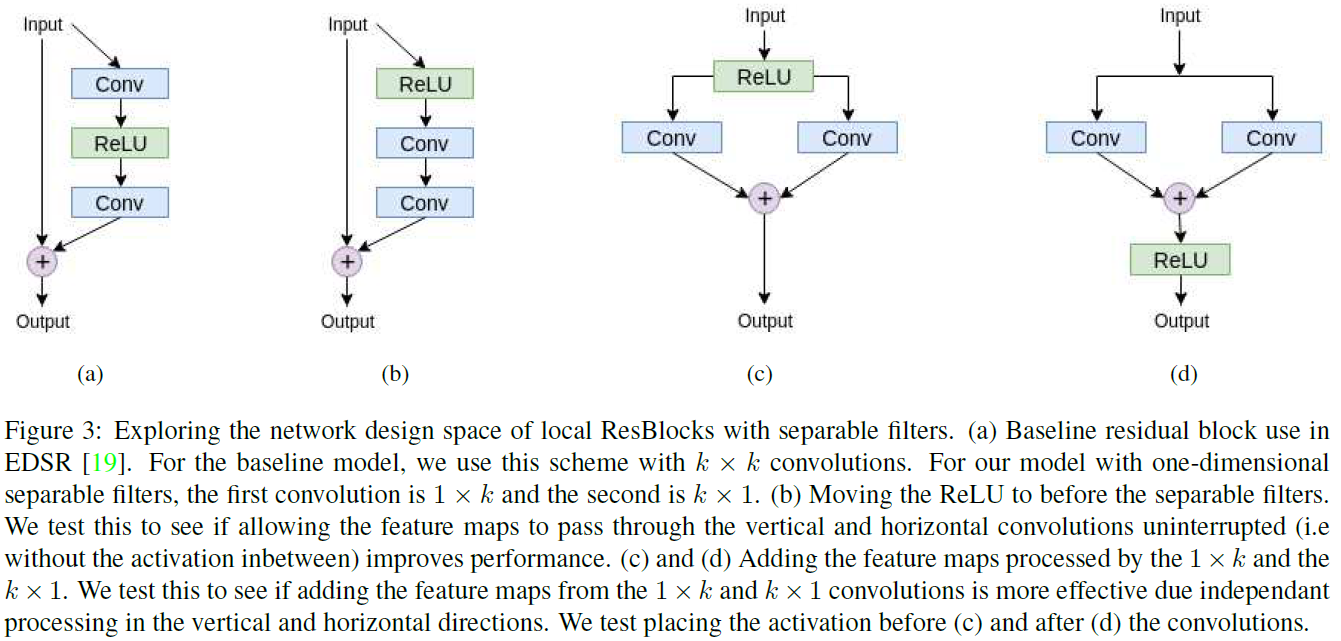 Input
Conv
ReLU
Conv
+
Output
(a)
Input
ReLU
Conv
Conv
+
Output
(b)
Input
ReLU
Conv Conv
+
Output
(c)
Input
Conv Conv
+
ReLU
Output
(d)
Figure 3: Exploring the network design space of local ResBlocks with separable filters. (a) Baseline residual block use in
EDSR [19]. For the baseline model, we use this scheme with k × k convolutions. For our model with one-dimensional
separable filters, the first convolution is 1 × k and the second is k × 1. (b) Moving the ReLU to before the separable filters.
We test this to see if allowing the feature maps to pass through the vertical and horizontal convolutions uninterrupted (i.e
without the activation inbetween) improves performance. (c) and (d) Adding the feature maps processed by the 1 × k and the
k × 1. We test this to see if adding the feature maps from the 1 × k and k × 1 convolutions is more effective due independant
processing in the vertical and horizontal directions. We test placing the activation before (c) and after (d) the convolutions.